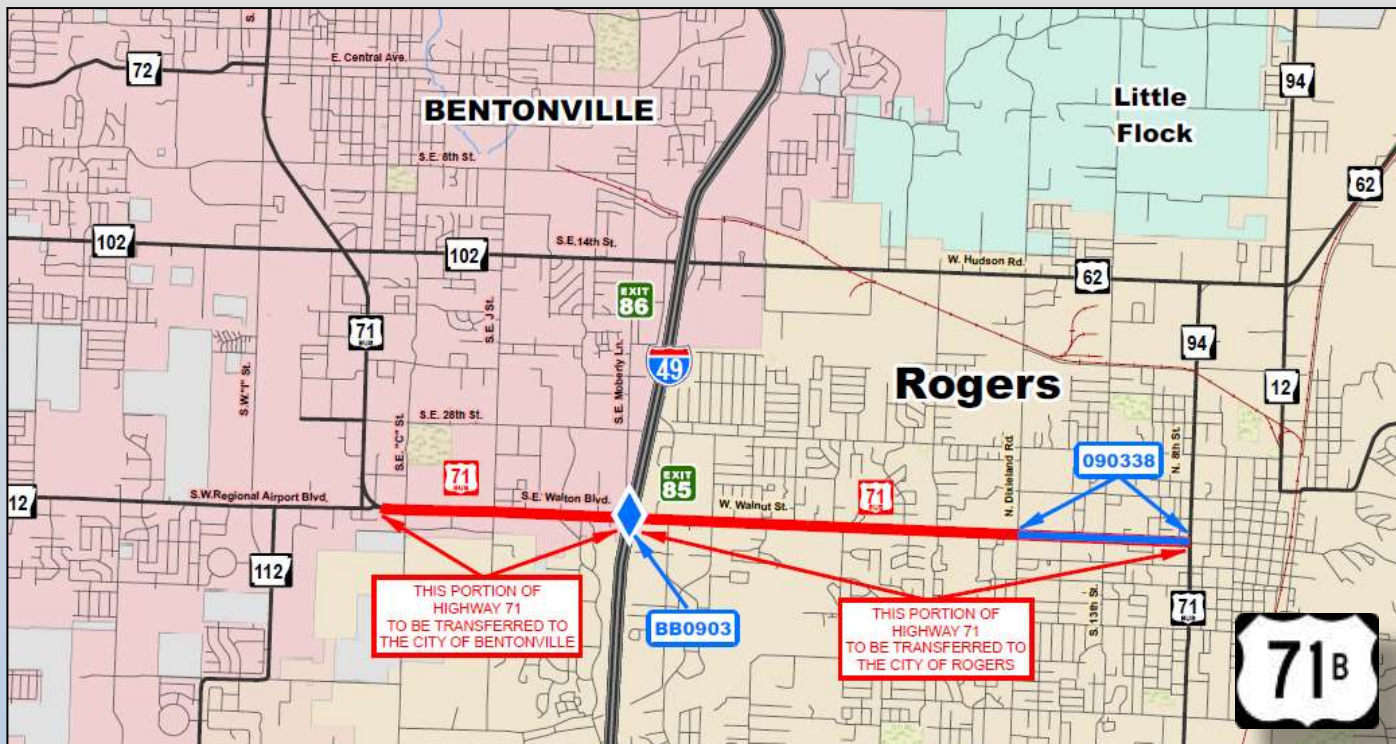 S.
72
E. Central Ave.
BENTONVILLE
Little
Flock
94
S.E. 8th St.
62
102
102
S.E. 14th St.
W. Hudson Rd.
62
EXIT
86
71
BUS
S.E. J St.
S.W. "I" St.
S.E. Moberly Ln.
49
94
Rogers
12
S.E. "C" St.
S.E. 28th St.
N. Dixieland Rd.
N. 8th St.
090338
71
BUS
EXIT
85
71
BUS
12
S.W. Regional Airport Blvd.
S.E. Walton Blvd.
W. Walnut St.
112
THIS PORTION OF
HIGHWAY 71
TO BE TRANSFERRED TO
THE CITY OF BENTONVILLE
BB0903
THIS PORTION OF
HIGHWAY 71
TO BE TRANSFERRED TO
THE CITY OF ROGERS
S. 13th St.
71
BUS
71B